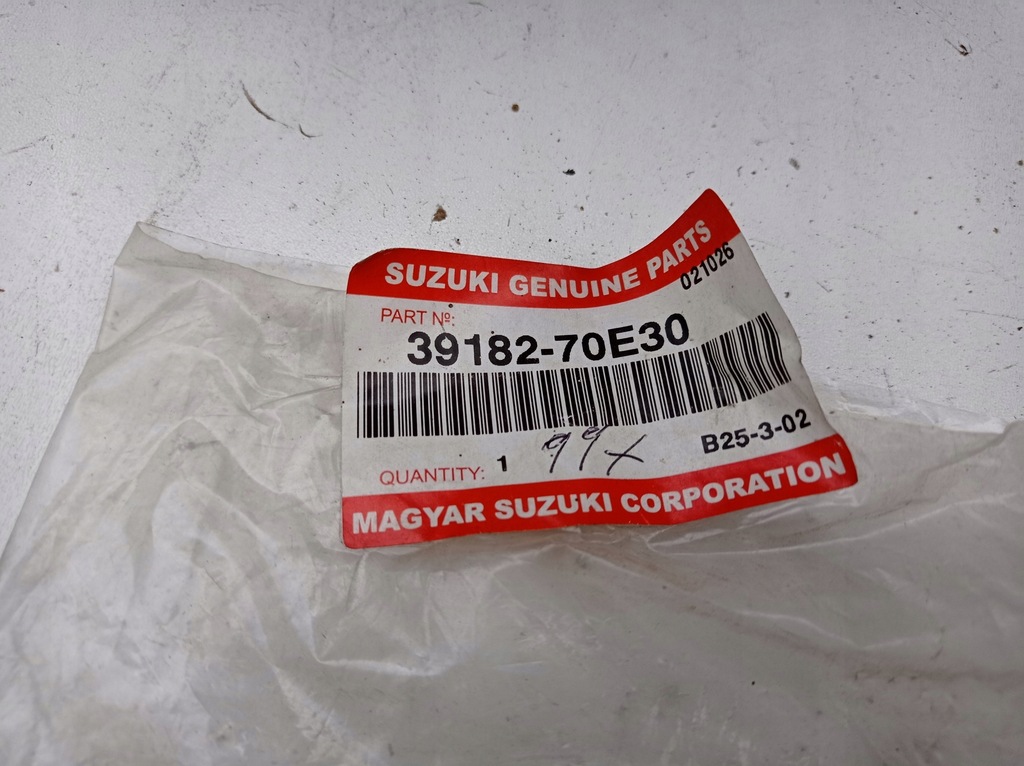 SUZUKI GENUINE PARTS
021026
PART Nº:
39182-70E30
B25-3-02
QUANTITY: 1
MAGYAR SUZUKI CORPORATION